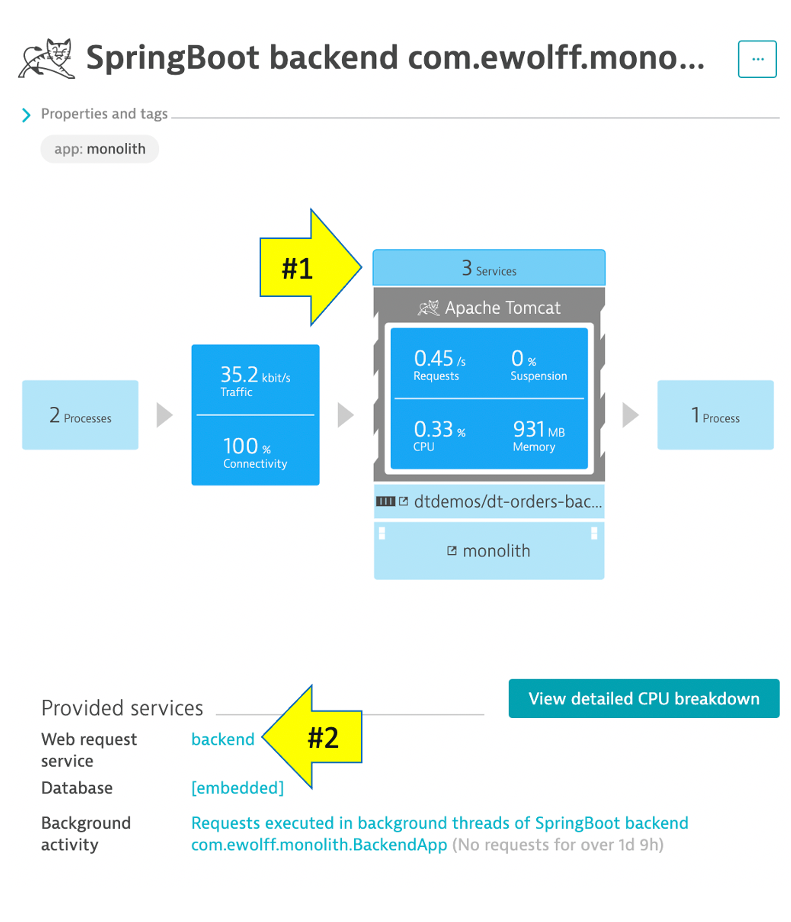 SpringBoot backend com.ewolff.mono...
...
Properties and tags
app: monolith
#1
3 Services
Apache Tomcat
0.45 /s
Requests
0 %
Suspension
0.33 %
CPU
931 MB
Memory
35.2 kbit/s
Traffic
100 %
Connectivity
2 Processes
1 Process
dtdemos/dt-orders-bac...
monolith
View detailed CPU breakdown
Provided services
Web request
service
backend
#2
Database
[embedded]
Background
activity
Requests executed in background threads of SpringBoot backend
com.ewolff.monolith.BackendApp (No requests for over 1d 9h)